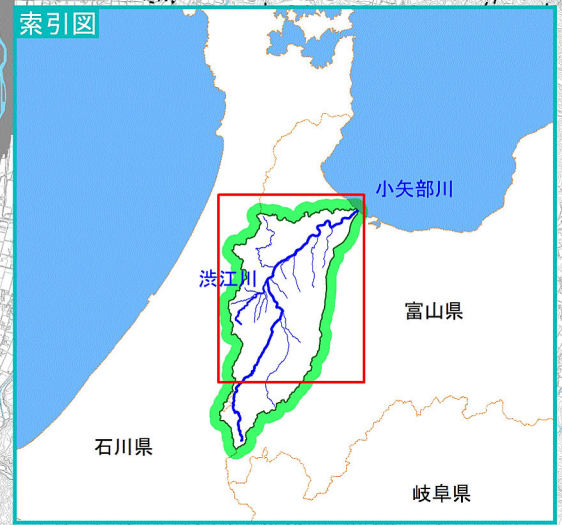 索引図
小矢部川
渋江川
富山県
石川県
岐阜県